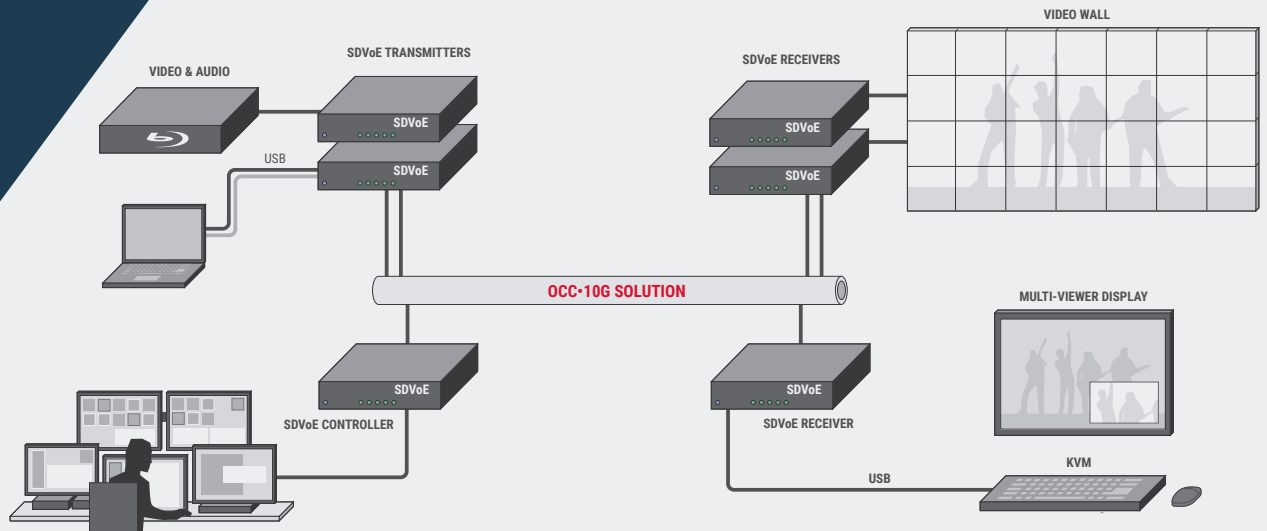 VIDEO WALL
SDVoE TRANSMITTERS
SDVoE RECEIVERS
VIDEO & AUDIO
SDVoE
SDVoE
USB
SDVoE
SDVoE
OCC•10G SOLUTION
MULTI-VIEWER DISPLAY
SDVoE
SDVoE
SDVoE CONTROLLER
SDVoE RECEIVER
KVM
USB